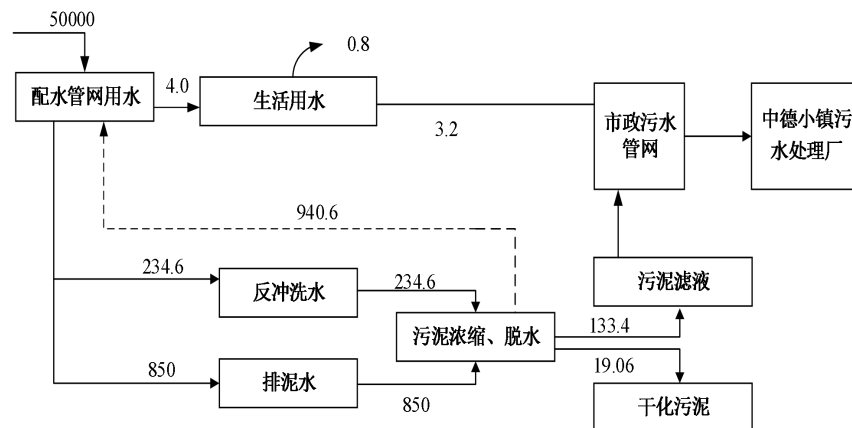 50000
0.8
配水管网用水
4.0
生活用水
3.2
市政污水
管网
中德小镇污
水处理厂
940.6
234.6
反冲洗水
234.6
污泥滤液
污泥浓缩、脱水
133.4
19.06
850
排泥水
850
干化污泥